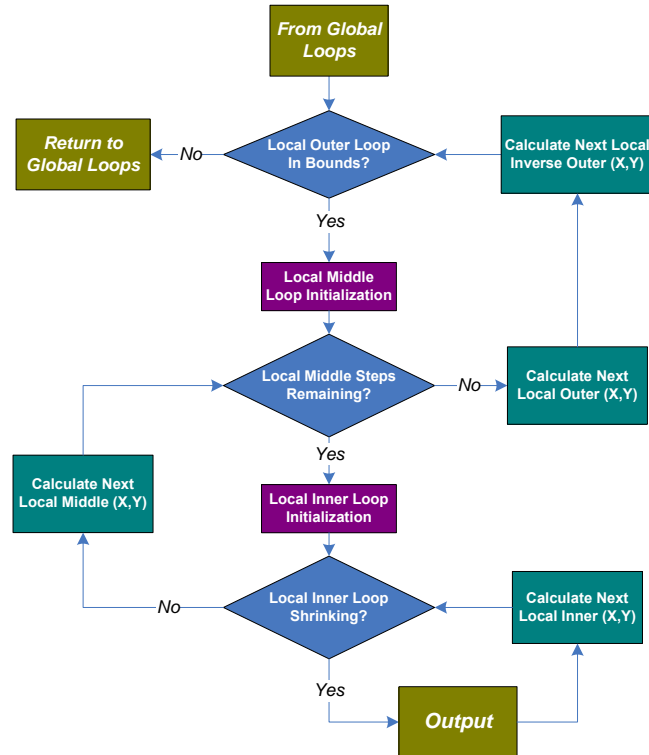 From Global
Loops
Return to
Global Loops
No
Local Outer Loop
In Bounds?
Calculate Next Local
Inverse Outer (X,Y)
Yes
Local Middle
Loop Initialization
Local Middle Steps
Remaining?
No
Calculate Next
Local Outer (X,Y)
Yes
Calculate Next
Local Middle (X,Y)
Local Inner Loop
Initialization
Local Inner Loop
Shrinking?
No
Calculate Next
Local Inner (X,Y)
Yes
Output